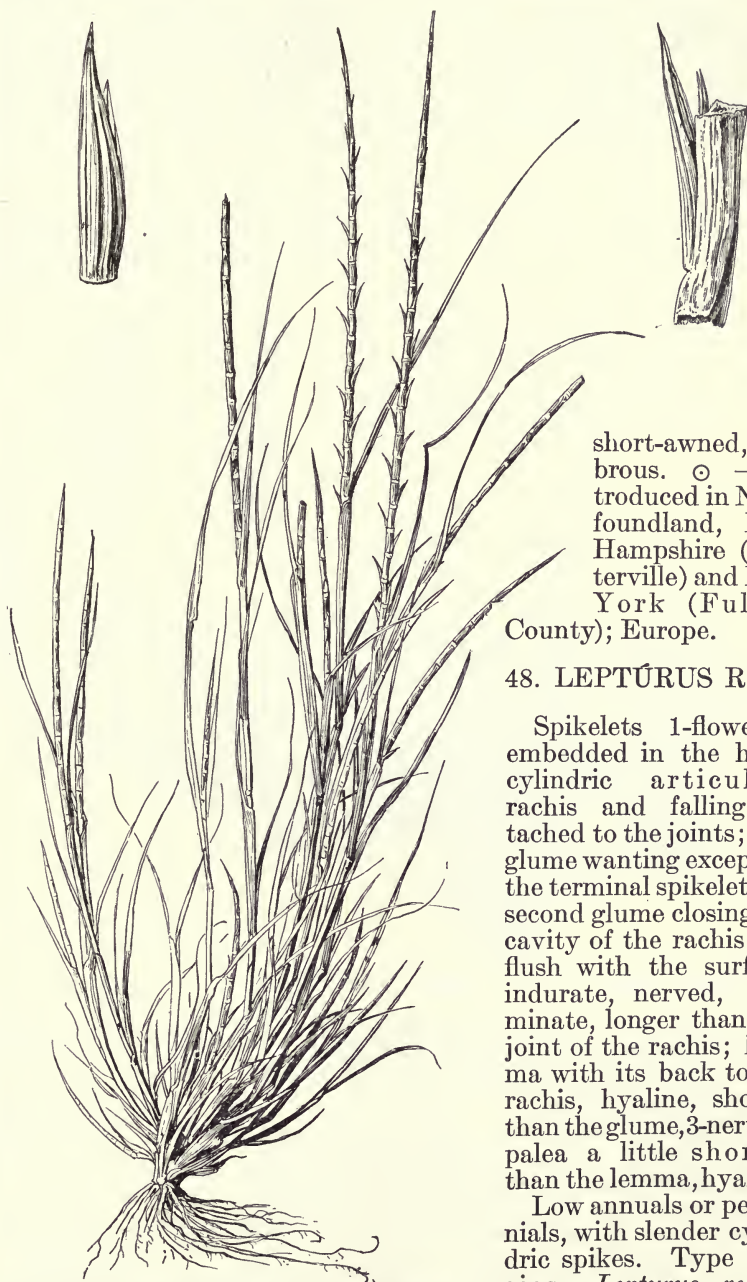 short-awned,
brous. ⊙ —
troduced in N
foundland,
Hampshire (
terville) and
York (Ful
County); Europe.
48. LEPTÚRUS R
Spikelets 1-flowe
embedded in the h
cylindric articul
rachis and falling
tached to the joints;
glume wanting excep
the terminal spikelet
second glume closing
cavity of the rachis
flush with the surf
indurate, nerved,
minate, longer than
joint of the rachis;
ma with its back to
rachis, hyaline, sho
than the glume, 3-ner
palea a little shor
than the lemma, hya
Low annuals or pe
nials, with slender cy
dric spikes. Type